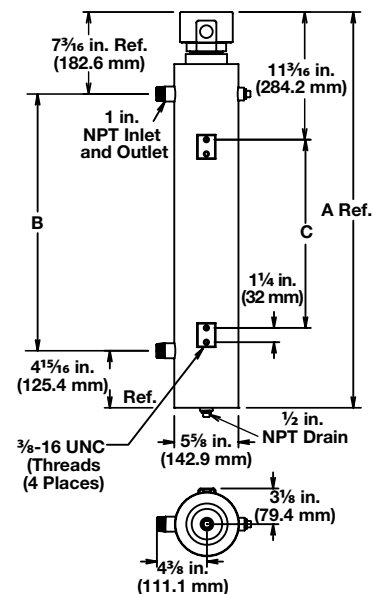 7³⁄₁₆ in. Ref.
(182.6 mm)
11³⁄₁₆ in.
(284.2 mm)
1 in.
NPT Inlet
and Outlet
A Ref.
B
C
1¼ in.
(32 mm)
4¹⁵⁄₁₆ in.
(125.4 mm)
Ref.
½ in.
NPT Drain
⅜-16 UNC
(Threads
(4 Places)
5⅝ in.
(142.9 mm)
3⅛ in.
(79.4 mm)
4⅜ in.
(111.1 mm)